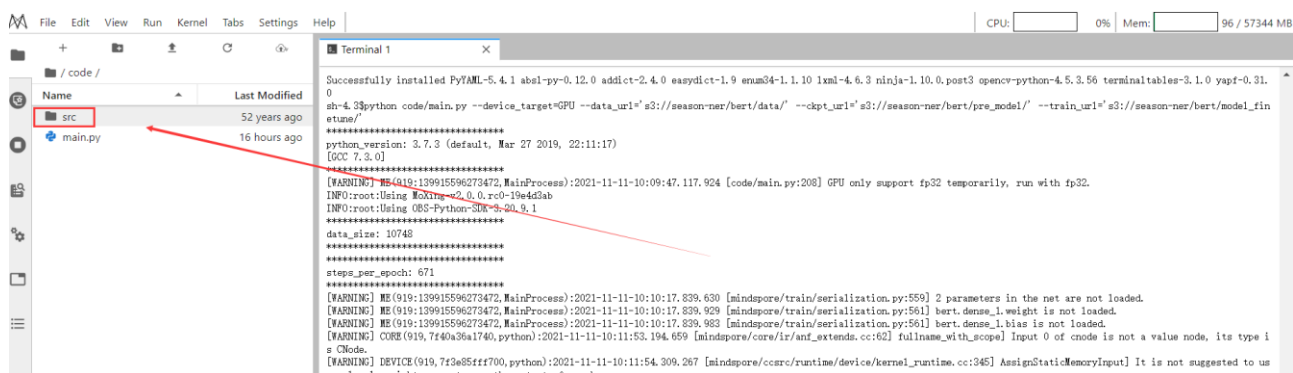 File Edit View Run Kernel Tabs Settings Help
CPU: 0% Mem: 96 / 57344 MB
/ code /
Name Last Modified
src 52 years ago
main.py 16 hours ago
Terminal 1
Successfully installed PyYAML-5.4.1 absl-py-0.12.0 addict-2.4.0 easydict-1.9 enum34-1.1.10 lxml-4.6.3 ninja-1.10.0.post3 opencv-python-4.5.3.56 terminaltables-3.1.0 yapf-0.31.
0
sh-4.3$python code/main.py --device_target=GPU --data_url='s3://season-ner/bert/data/' --ckpt_url='s3://season-ner/bert/pre_model/' --train_url='s3://season-ner/bert/model_fin
etune/'
*********************************
python_version: 3.7.3 (default, Mar 27 2019, 22:11:17)
[GCC 7.3.0]
*********************************
[WARNING] ME(919:139915596273472,MainProcess):2021-11-11-10:09:47.117.924 [code/main.py:208] GPU only support fp32 temporarily, run with fp32.
INFO:root:Using MoXing-v2.0.0.rc0-19e4d3ab
INFO:root:Using OBS-Python-SDK-3.20.9.1
*********************************
data_size: 10748
*********************************
*********************************
steps_per_epoch: 671
*********************************
[WARNING] ME(919:139915596273472,MainProcess):2021-11-11-10:10:17.839.630 [mindspore/train/serialization.py:559] 2 parameters in the net are not loaded.
[WARNING] ME(919:139915596273472,MainProcess):2021-11-11-10:10:17.839.929 [mindspore/train/serialization.py:561] bert.dense_1.weight is not loaded.
[WARNING] ME(919:139915596273472,MainProcess):2021-11-11-10:10:17.839.983 [mindspore/train/serialization.py:561] bert.dense_1.bias is not loaded.
[WARNING] CORE(919,7f40a36a1740,python):2021-11-11-10:11:53.194.659 [mindspore/core/ir/anf_extends.cc:62] fullname_with_scope] Input 0 of cnode is not a value node, its type i
s CNode.
[WARNING] DEVICE(919,7f3e85fff700,python):2021-11-11-10:11:54.309.267 [mindspore/ccsrc/runtime/device/kernel_runtime.cc:345] AssignStaticMemoryInput] It is not suggested to us